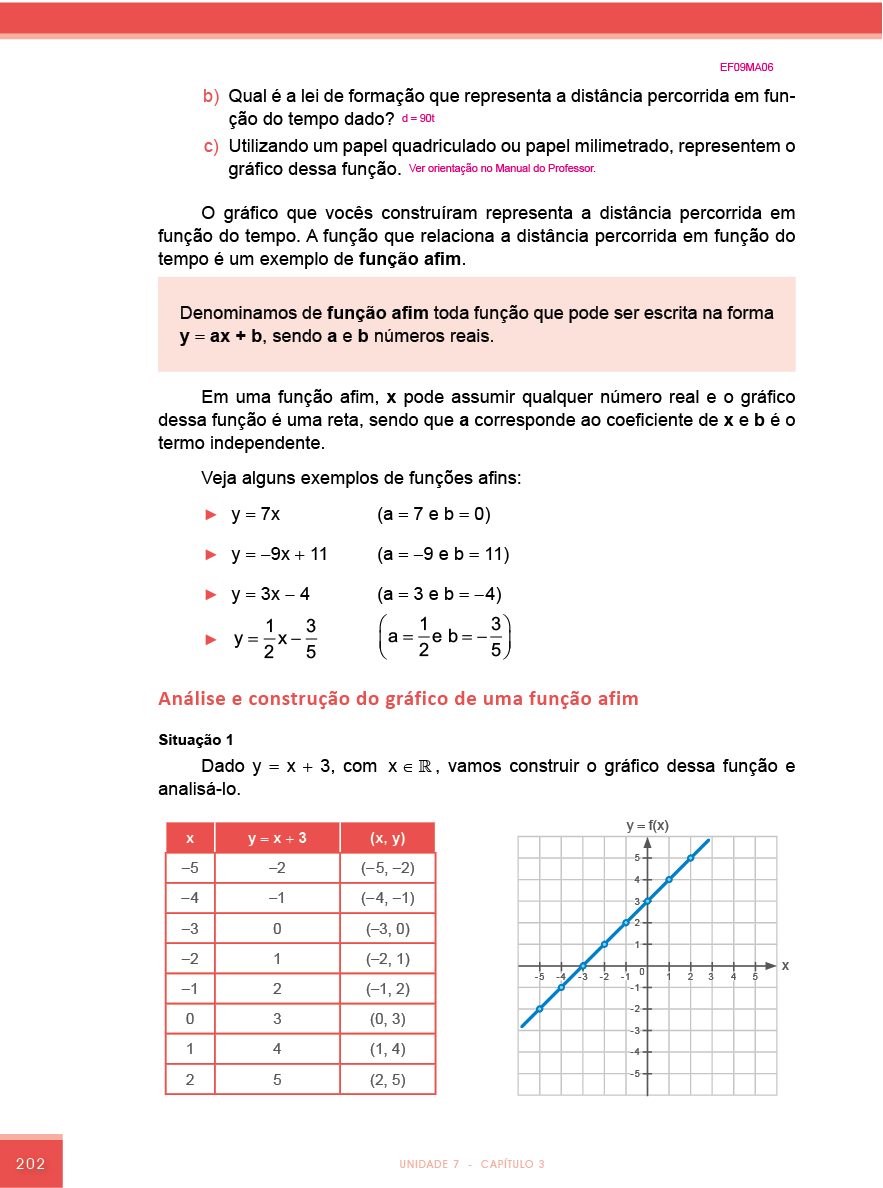 EF09MA06
b) Qual é a lei de formação que representa a distância percorrida em fun-
ção do tempo dado? d = 90t
c) Utilizando um papel quadriculado ou papel milimetrado, representem o
gráfico dessa função. Ver orientação no Manual do Professor.
O gráfico que vocês construíram representa a distância percorrida em
função do tempo. A função que relaciona a distância percorrida em função do
tempo é um exemplo de função afim.
Denominamos de função afim toda função que pode ser escrita na forma
y = ax + b, sendo a e b números reais.
Em uma função afim, x pode assumir qualquer número real e o gráfico
dessa função é uma reta, sendo que a corresponde ao coeficiente de x e b é o
termo independente.
Veja alguns exemplos de funções afins:
► y = 7x (a = 7 e b = 0)
► y = –9x + 11 (a = –9 e b = 11)
► y = 3x – 4 (a = 3 e b = –4)
► y = 1/2 x – 3/5 (a = 1/2 e b = – 3/5)
Análise e construção do gráfico de uma função afim
Situação 1
Dado y = x + 3, com x ∈ ℝ, vamos construir o gráfico dessa função e
analisá-lo.
x y = x + 3 (x, y)
–5 –2 (–5, –2)
–4 –1 (–4, –1)
–3 0 (–3, 0)
–2 1 (–2, 1)
–1 2 (–1, 2)
0 3 (0, 3)
1 4 (1, 4)
2 5 (2, 5)
y = f(x)
5
4
3
2
1
x
-5 -4 -3 -2 -1 0 1 2 3 4 5
-1
-2
-3
-4
-5
202
UNIDADE 7 - CAPÍTULO 3